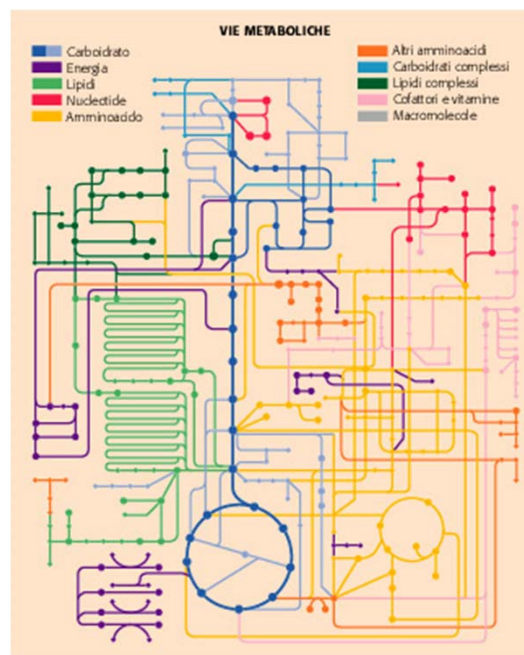 VIE METABOLICHE
Carboidrato
Energia
Lipidi
Nucleotide
Amminoacido
Altri amminoacidi
Carboidrati complessi
Lipidi complessi
Cofattori e vitamine
Macromolecole